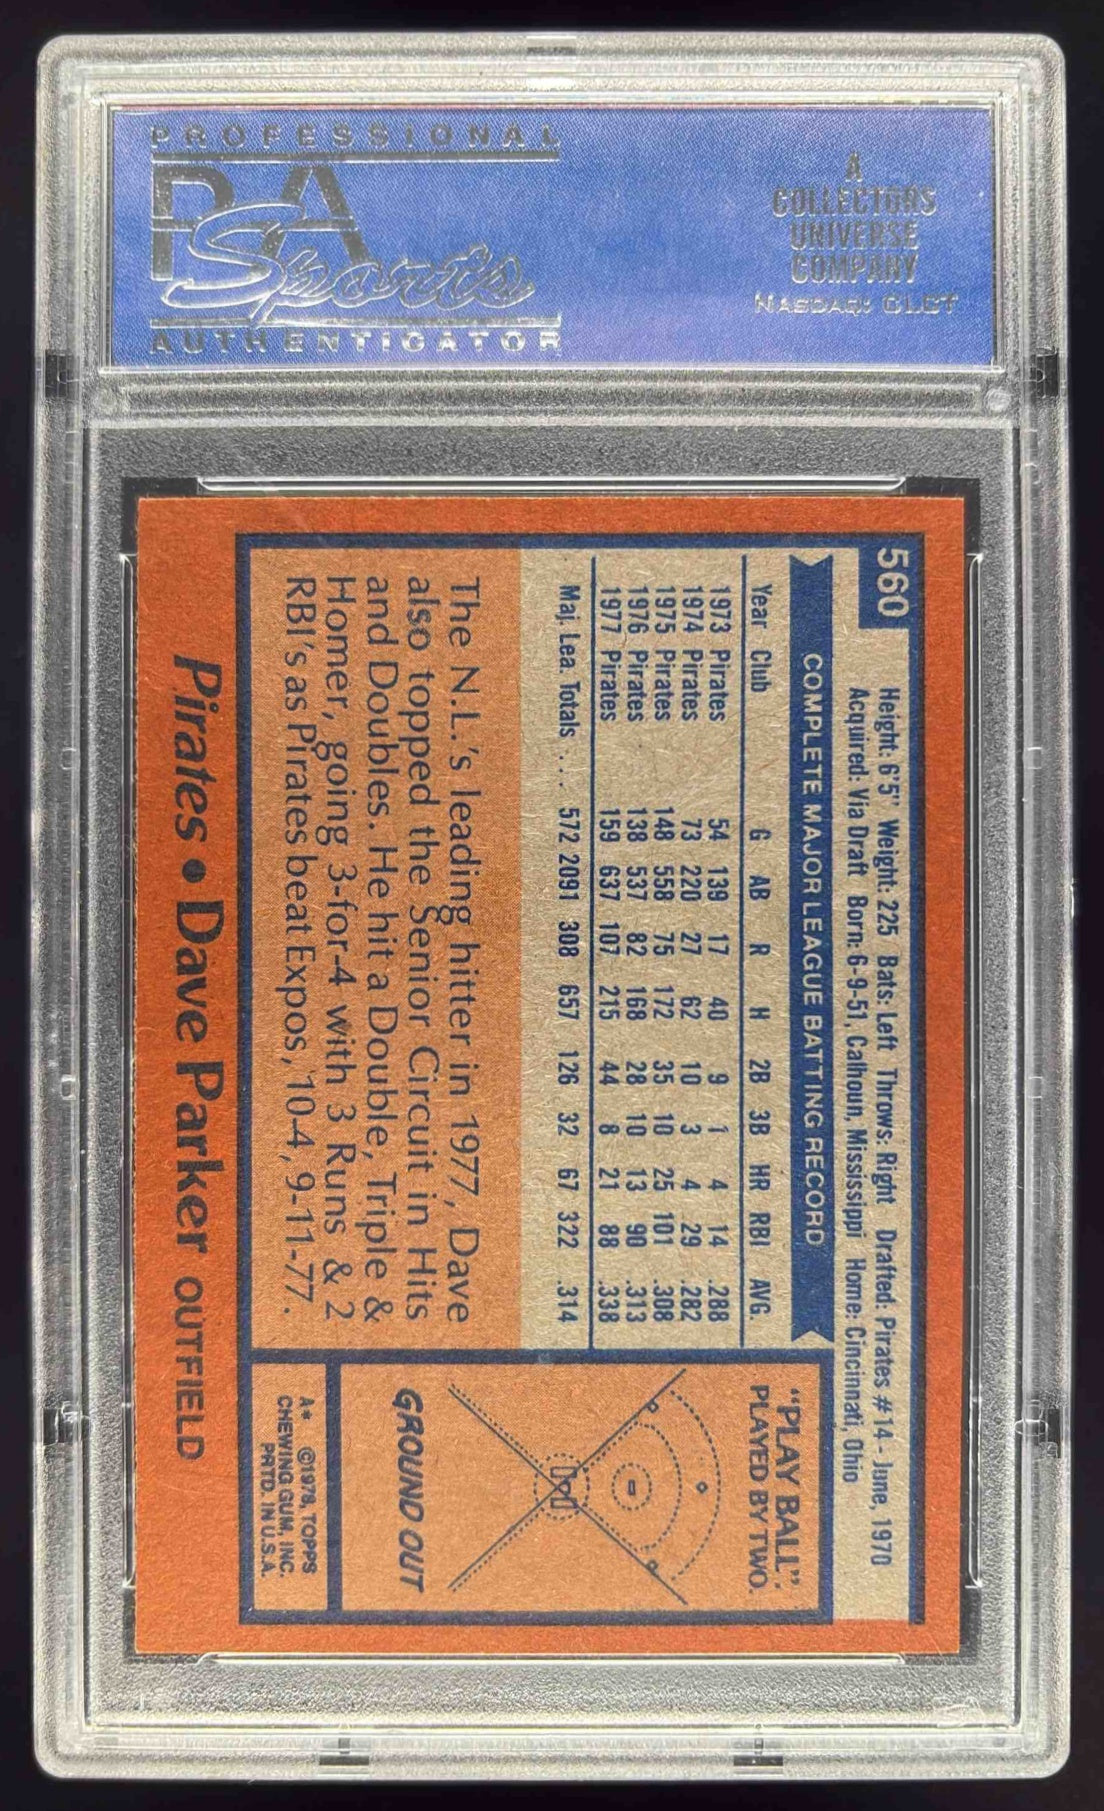 PROFESSIONAL
PSA
Sports
AUTHENTICATOR
A
COLLECTORS
UNIVERSE
COMPANY
NASDAQ: CLCT
560
Height: 6'5" Weight: 225 Bats: Left Throws: Right Drafted: Pirates #14 - June, 1970
Acquired: Via Draft Born: 6-9-51, Calhoun, Mississippi Home: Cincinnati, Ohio
COMPLETE MAJOR LEAGUE BATTING RECORD
Year Club G AB R H 2B 3B HR RBI AVG.
1973 Pirates 54 139 17 40 9 1 4 14 .288
1974 Pirates 73 220 27 62 10 3 4 29 .282
1975 Pirates 148 558 75 172 35 10 25 101 .308
1976 Pirates 138 537 82 168 28 10 13 90 .313
1977 Pirates 159 637 107 215 44 8 21 88 .338
Maj. Lea. Totals .... 572 2091 308 657 126 32 67 322 .314
The N.L.'s leading hitter in 1977, Dave
also topped the Senior Circuit in Hits
and Doubles. He hit a Double, Triple &
Homer, going 3-for-4 with 3 Runs & 2
RBI's as Pirates beat Expos, 10-4, 9-11-77.
"PLAY BALL".
PLAYED BY TWO.
GROUND OUT
A* ©1978, TOPPS
CHEWING GUM, INC.
PRTD. IN U.S.A.
Pirates • Dave Parker OUTFIELD